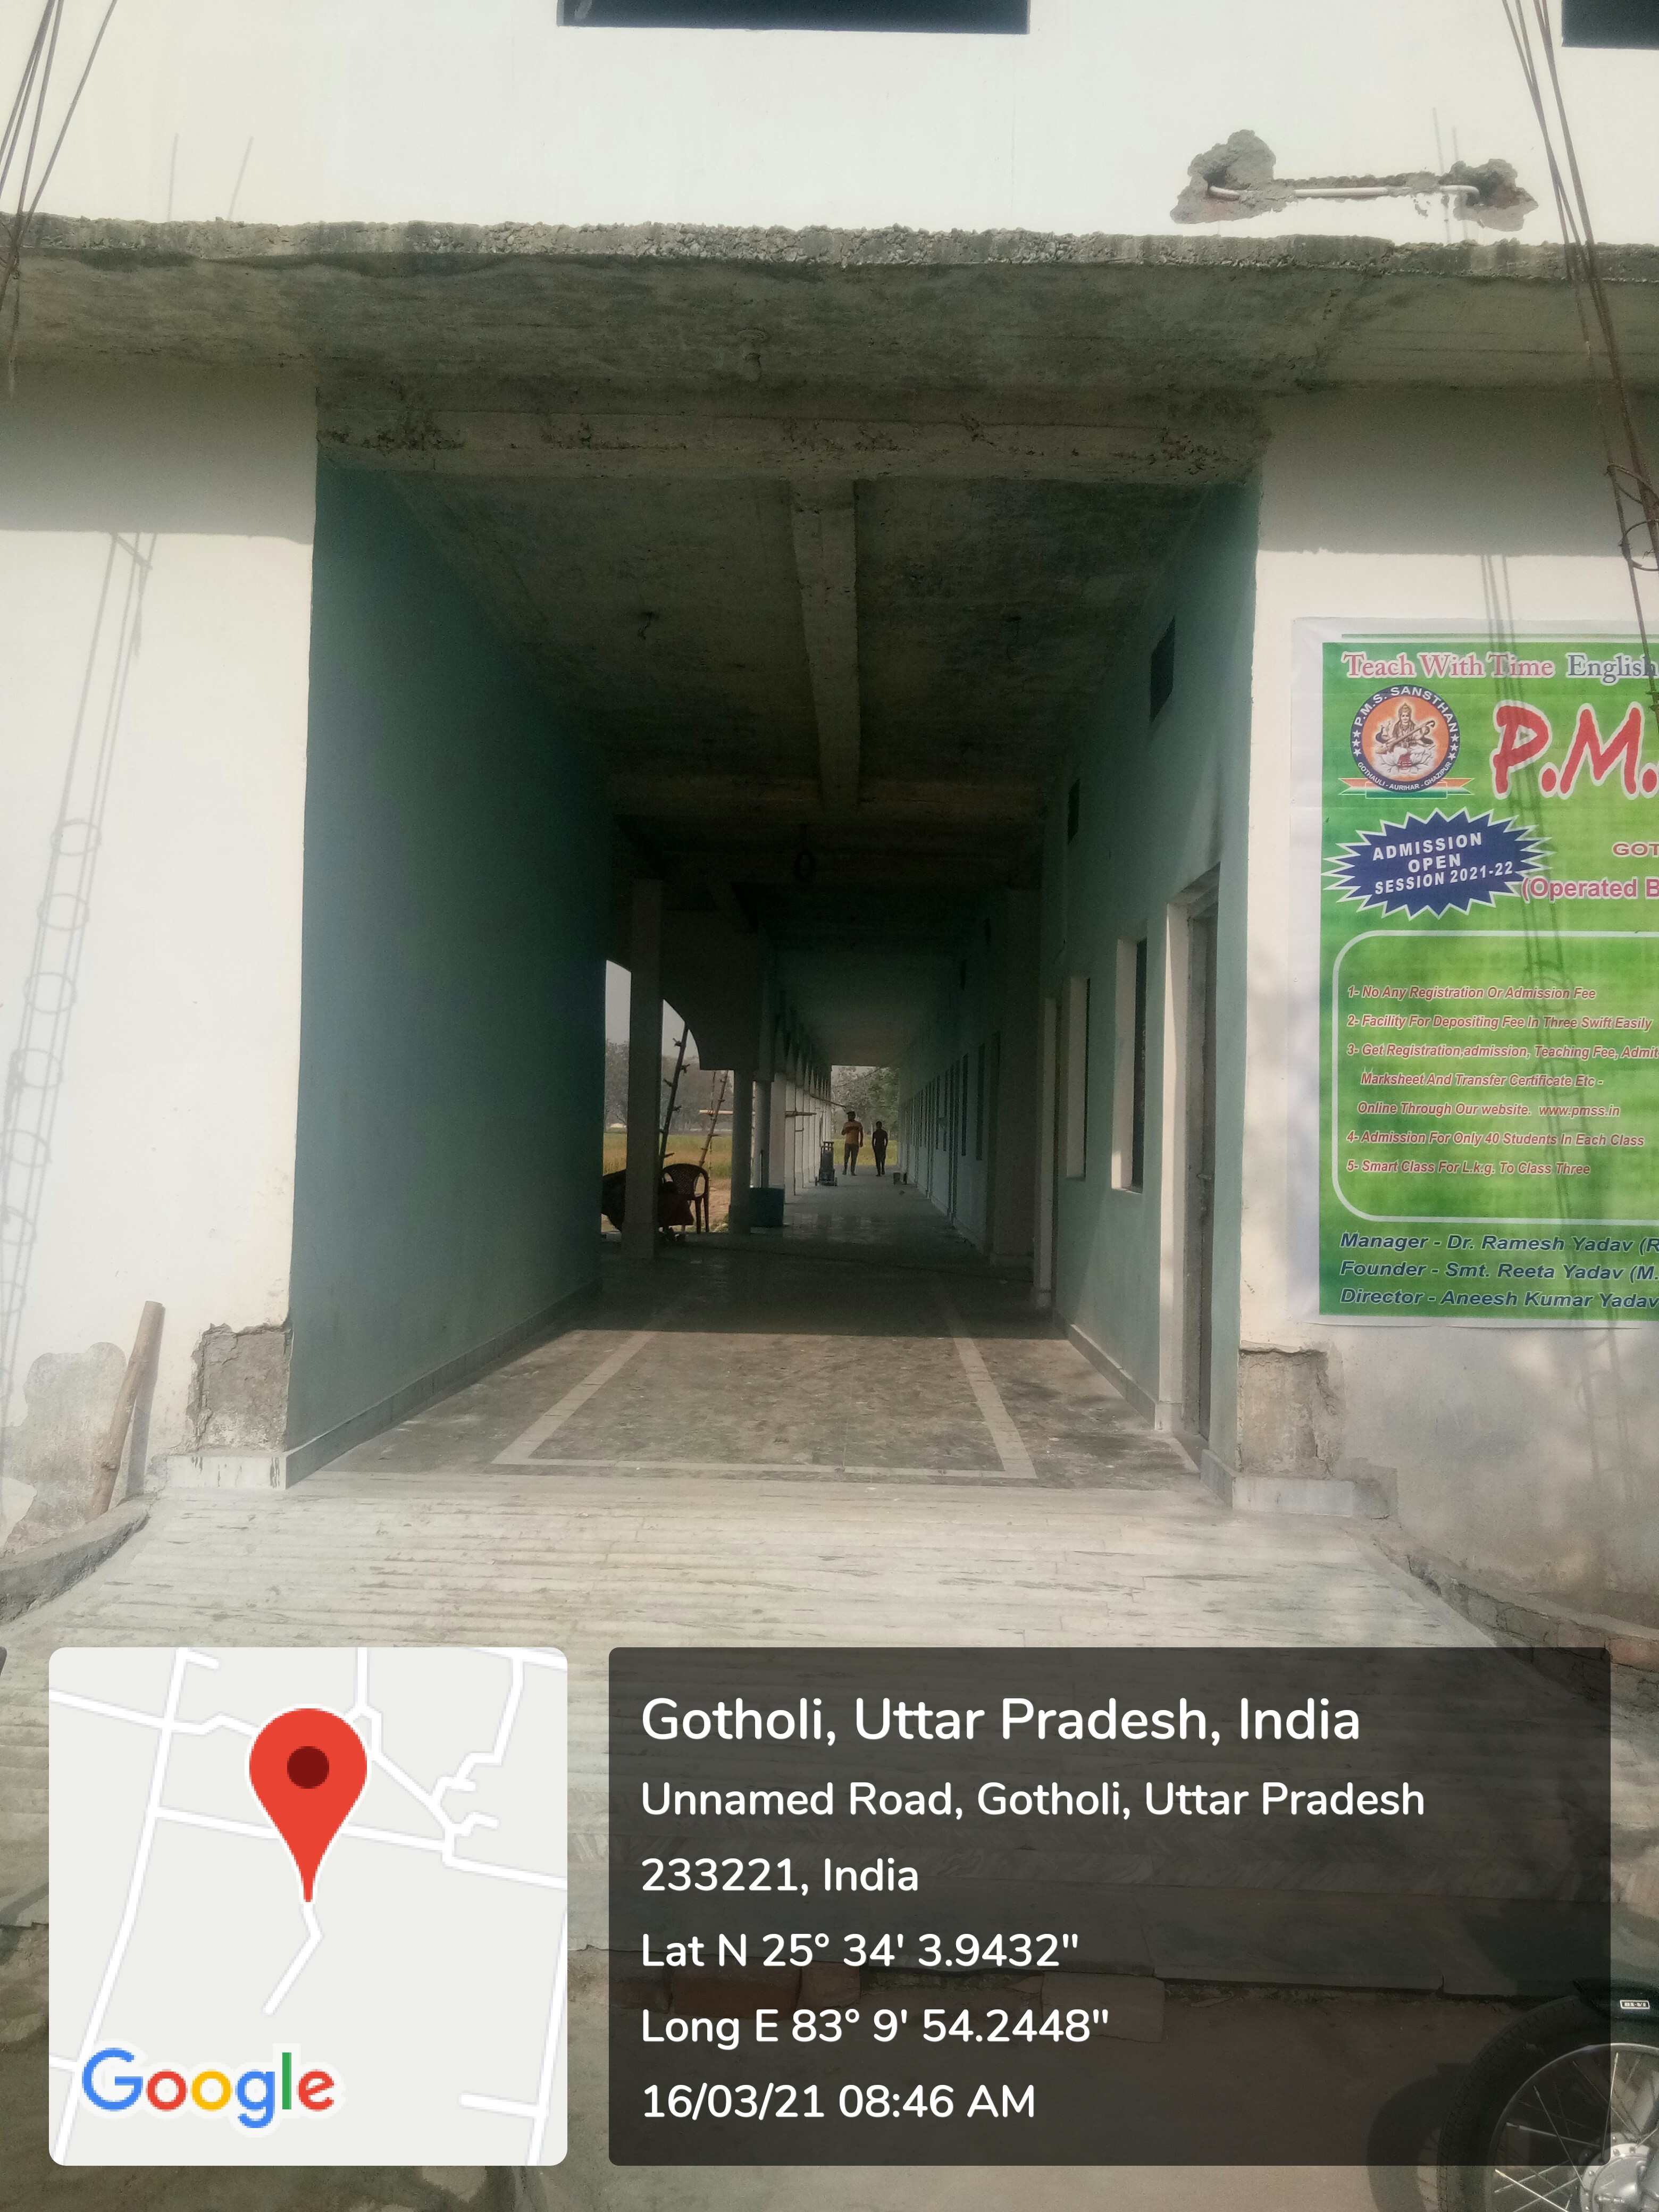 Teach With Time English
P.M.S. SANSTHAN
GOTHAULI - AURIHAR - GHAZIPUR
P.M.
ADMISSION
OPEN
SESSION 2021-22
GOT
(Operated B
1- No Any Registration Or Admission Fee
2- Facility For Depositing Fee In Three Swift Easily
3- Get Registration,admission, Teaching Fee, Admit
Marksheet And Transfer Certificate Etc -
Online Through Our website. www.pmss.in
4- Admission For Only 40 Students In Each Class
5- Smart Class For L.k.g. To Class Three
Manager - Dr. Ramesh Yadav (R
Founder - Smt. Reeta Yadav (M.
Director - Aneesh Kumar Yadav
Gotholi, Uttar Pradesh, India
Unnamed Road, Gotholi, Uttar Pradesh
233221, India
Lat N 25° 34' 3.9432"
Long E 83° 9' 54.2448"
16/03/21 08:46 AM
Google